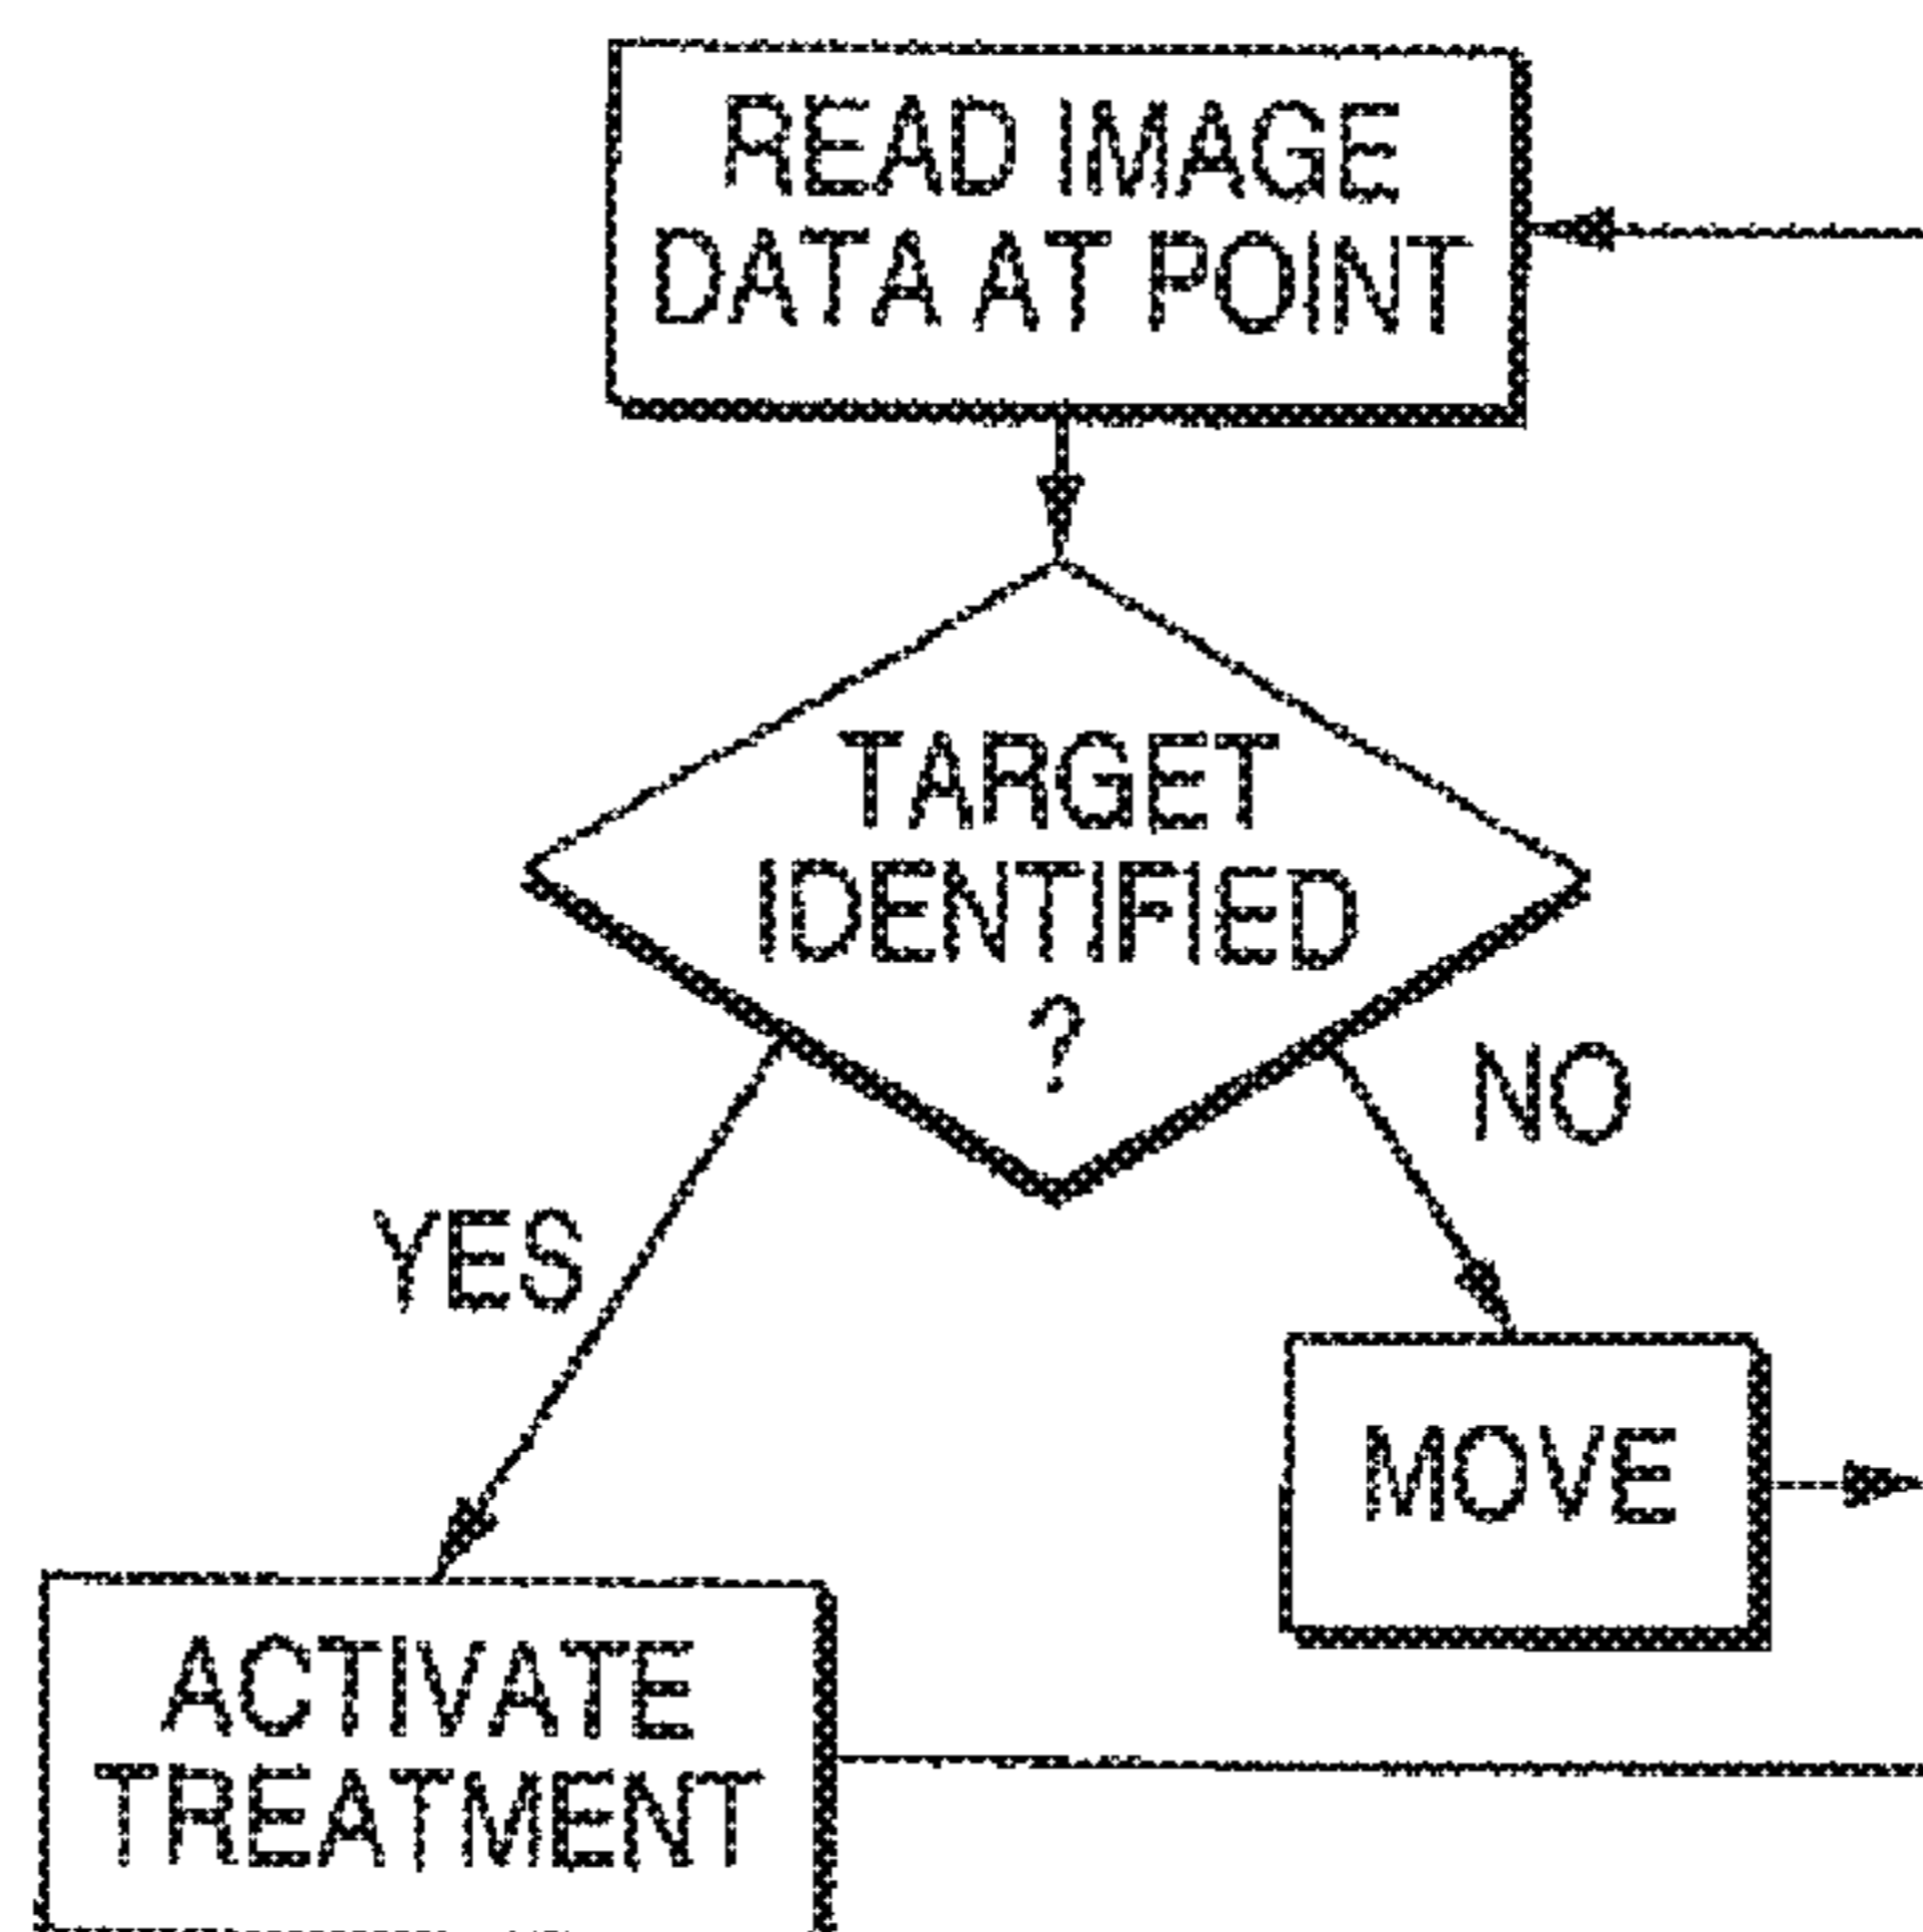 READ IMAGE
DATA AT POINT
TARGET
IDENTIFIED
?
NO
YES
MOVE
ACTIVATE
TREATMENT